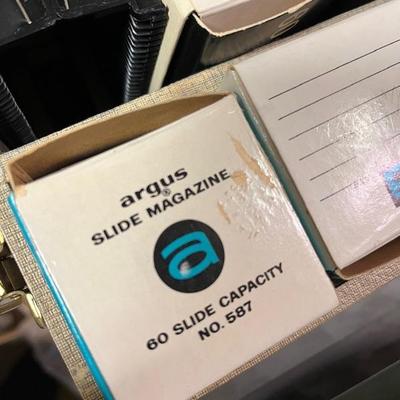 argus
®
SLIDE MAGAZINE
a
60 SLIDE CAPACITY
NO. 587